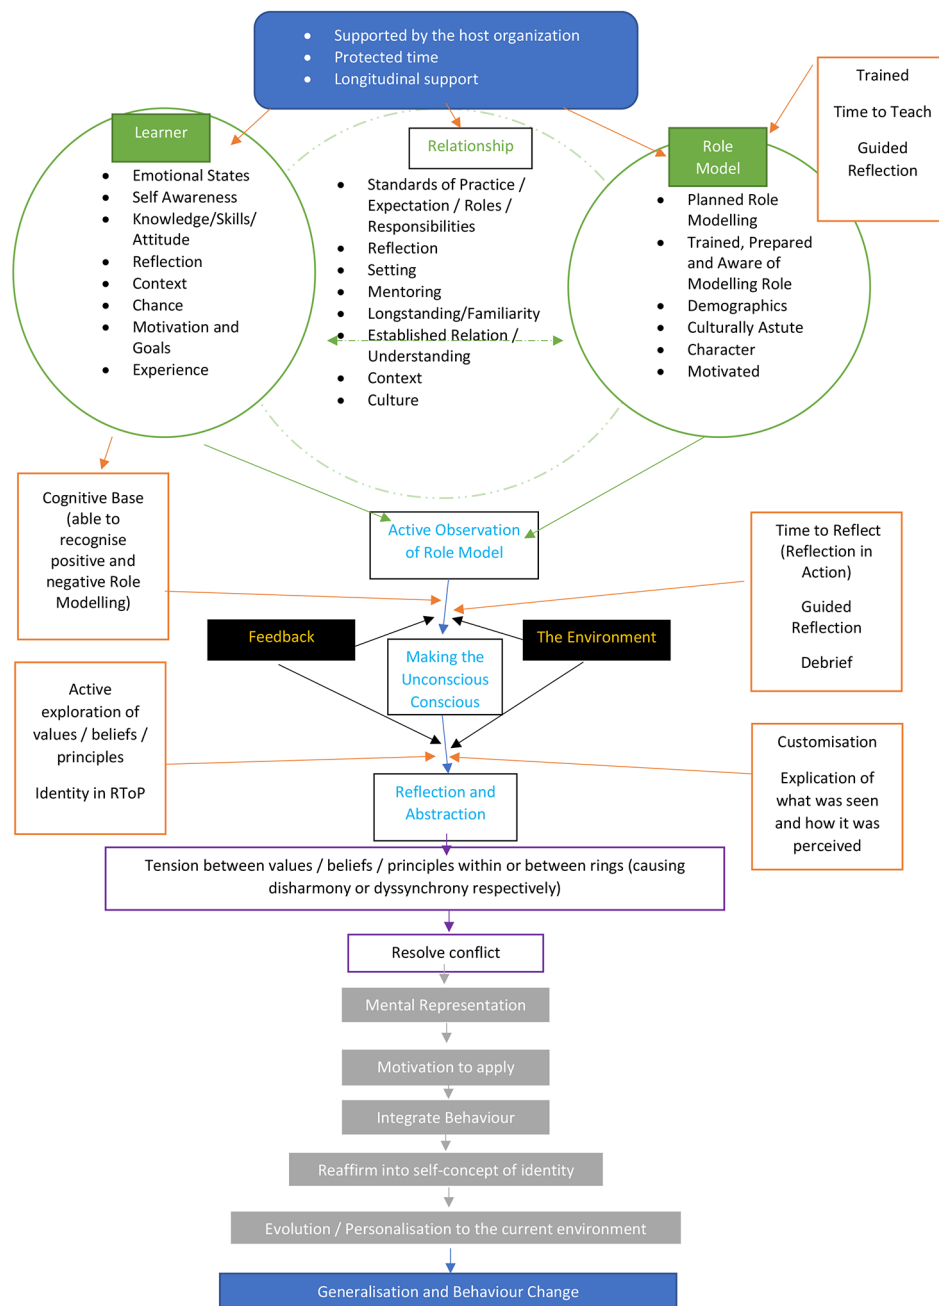 Supported by the host organization
Protected time
Longitudinal support
Trained
Time to Teach
Guided
Reflection
Learner
Emotional States
Self Awareness
Knowledge/Skills/
Attitude
Reflection
Context
Chance
Motivation and
Goals
Experience
Relationship
Standards of Practice /
Expectation / Roles /
Responsibilities
Reflection
Setting
Mentoring
Longstanding/Familiarity
Established Relation /
Understanding
Context
Culture
Role
Model
Planned Role
Modelling
Trained, Prepared
and Aware of
Modelling Role
Demographics
Culturally Astute
Character
Motivated
Cognitive Base
(able to
recognise
positive and
negative Role
Modelling)
Active Observation
of Role Model
Time to Reflect
(Reflection in
Action)
Guided
Reflection
Debrief
Feedback
The Environment
Making the
Unconscious
Conscious
Active
exploration of
values / beliefs /
principles
Identity in RToP
Customisation
Explication of
what was seen
and how it was
perceived
Reflection and
Abstraction
Tension between values / beliefs / principles within or between rings (causing
disharmony or dyssynchrony respectively)
Resolve conflict
Mental Representation
Motivation to apply
Integrate Behaviour
Reaffirm into self-concept of identity
Evolution / Personalisation to the current environment
Generalisation and Behaviour Change